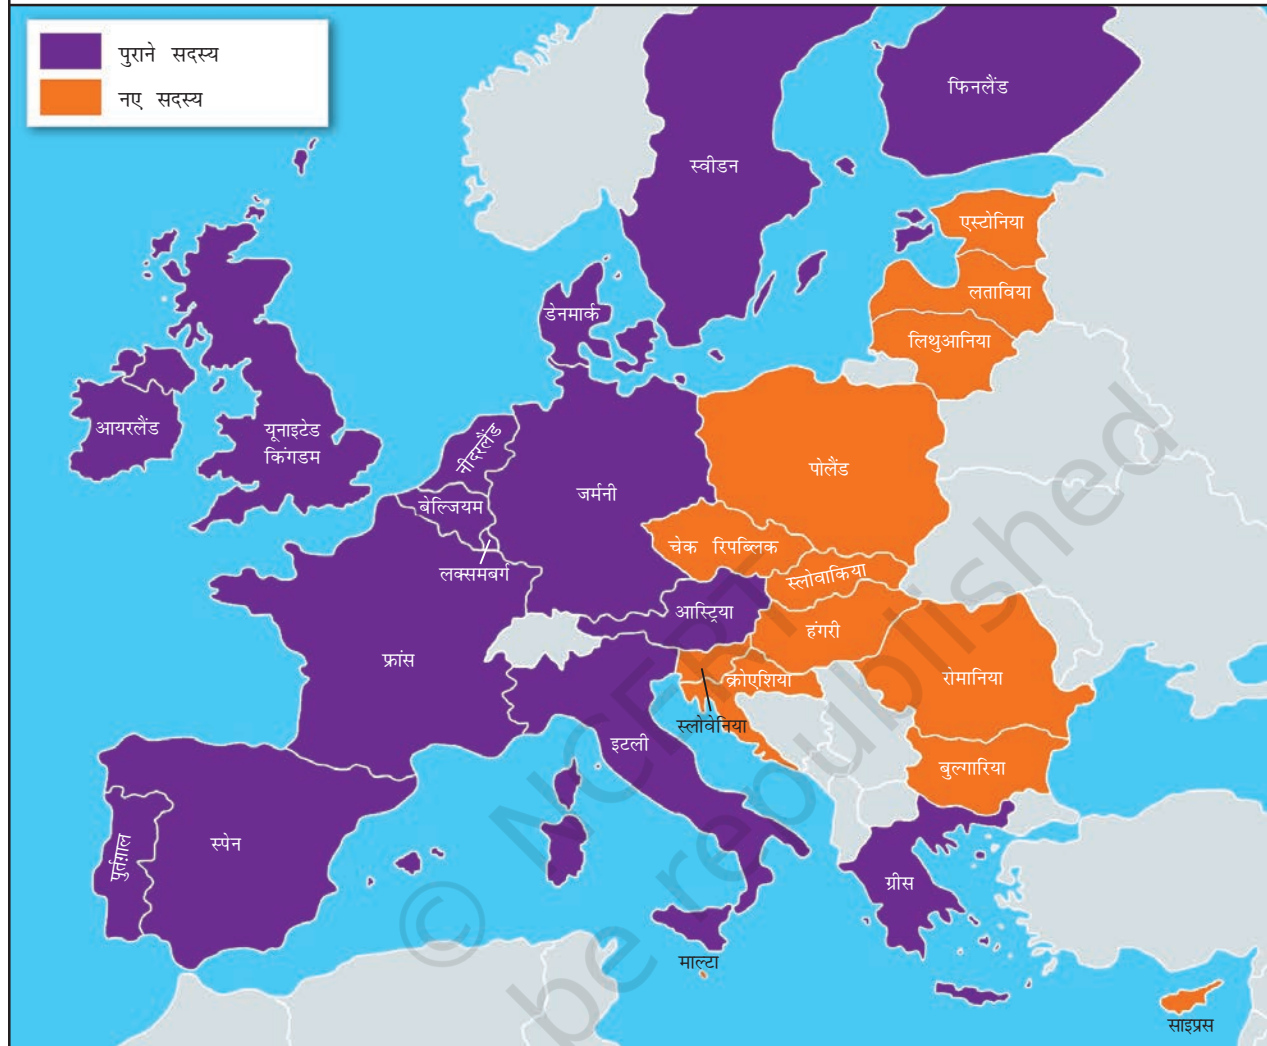 पुराने सदस्य
नए सदस्य
फिनलैंड
स्वीडन
एस्टोनिया
लताविया
लिथुआनिया
डेनमार्क
आयरलैंड
यूनाइटेड
किंगडम
नीदरलैंड
बेल्जियम
जर्मनी
पोलैंड
लक्समबर्ग
चेक रिपब्लिक
स्लोवाकिया
आस्ट्रिया
हंगरी
फ्रांस
क्रोएशिया
रोमानिया
स्लोवेनिया
इटली
बुल्गारिया
पुर्तग़ाल
स्पेन
ग्रीस
माल्टा
साइप्रस
© NCERT
be republished